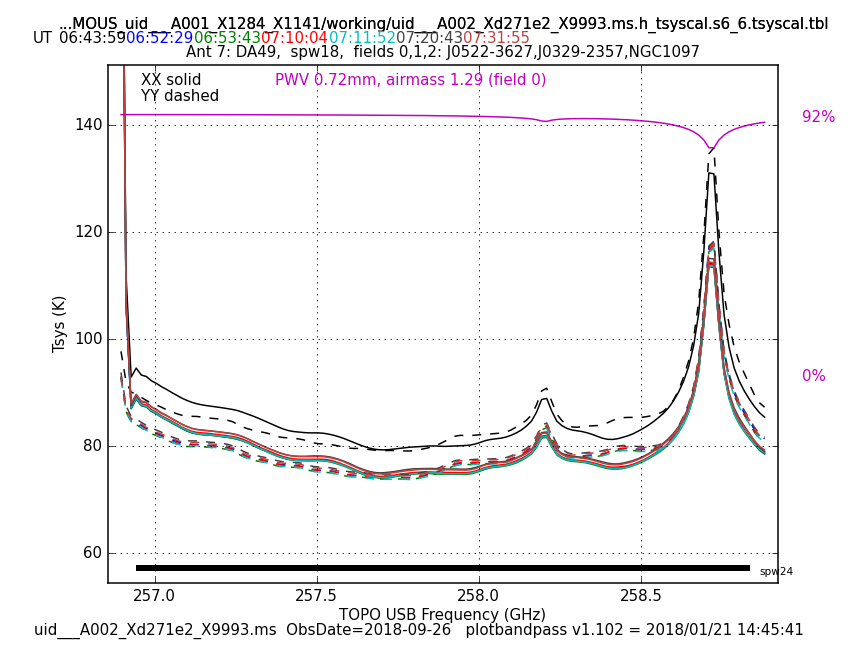 ...MOUS_uid___A001_X1284_X1141/working/uid___A002_Xd271e2_X9993.ms.h_tsyscal.s6_6.tsyscal.tbl
UT 06:43:59 06:52:29 06:53:43 07:10:04 07:11:52 07:20:43 07:31:55
Ant 7: DA49, spw18, fields 0,1,2: J0522-3627,J0329-2357,NGC1097
XX solid PWV 0.72mm, airmass 1.29 (field 0)
YY dashed
92%
140
120
100
80
60
0%
Tsys (K)
spw24
257.0 257.5 258.0 258.5
TOPO USB Frequency (GHz)
uid___A002_Xd271e2_X9993.ms ObsDate=2018-09-26 plotbandpass v1.102 = 2018/01/21 14:45:41